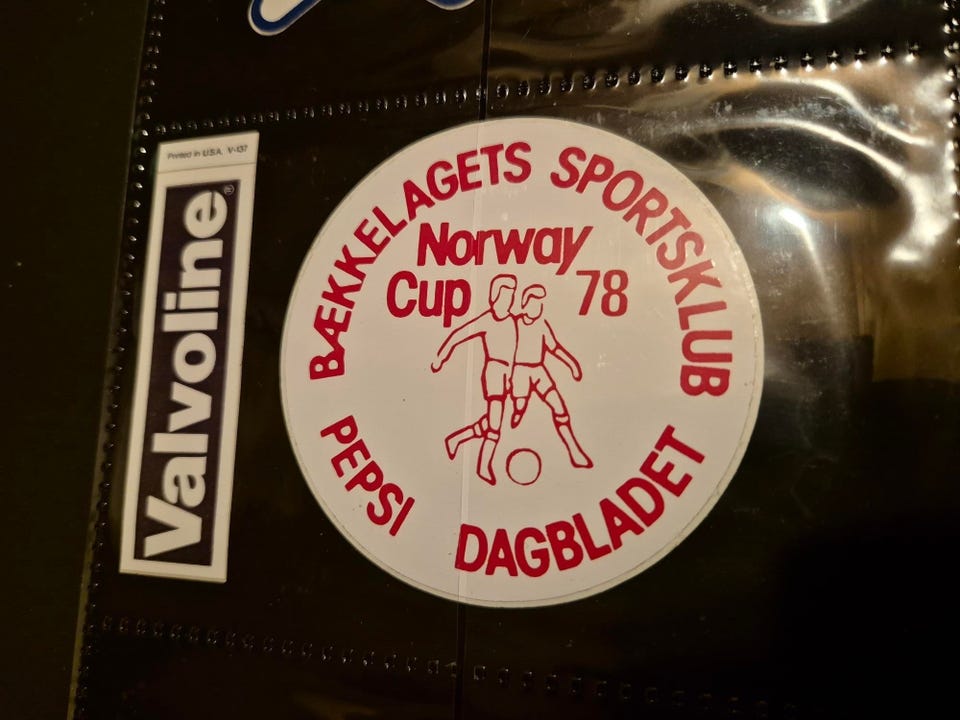 Printed in U.S.A. V-137
Valvoline®
BÆKKELAGETS SPORTSKLUB
Norway
Cup 78
PEPSI DAGBLADET